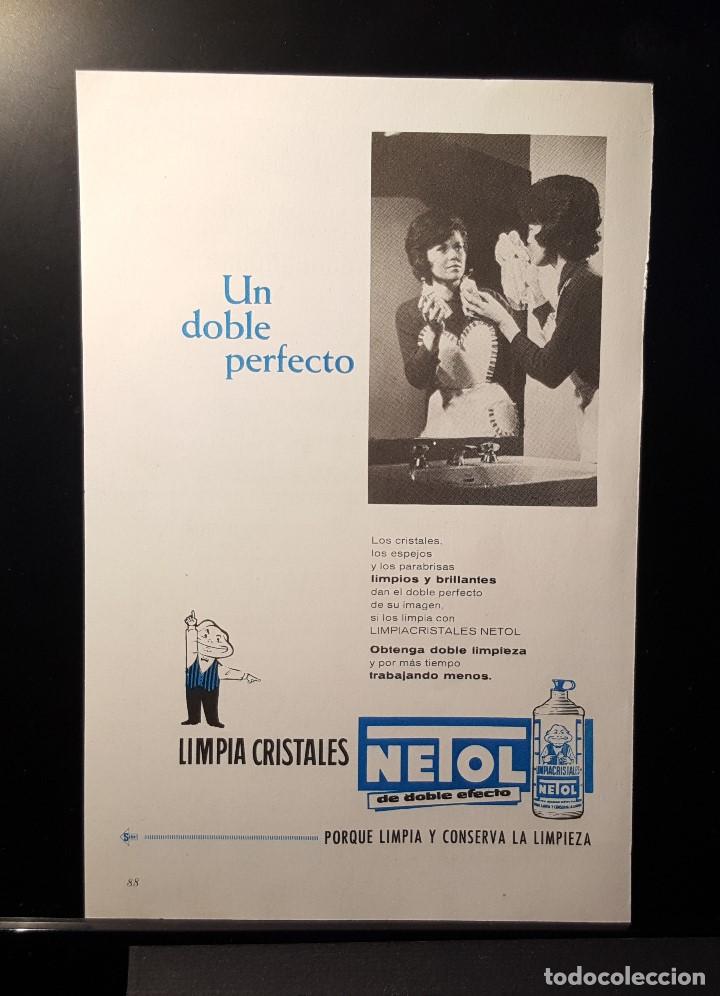 Un
doble
perfecto
Los cristales,
los espejos
y los parabrisas
limpios y brillantes
dan el doble perfecto
de su imagen,
si los limpia con
LIMPIACRISTALES NETOL
Obtenga doble limpieza
y por más tiempo
trabajando menos.
LIMPIA CRISTALES
NETOL
de doble efecto
LIMPIACRISTALES
NETOL
PORQUE LIMPIA Y CONSERVA LA LIMPIEZA
88
todocoleccion